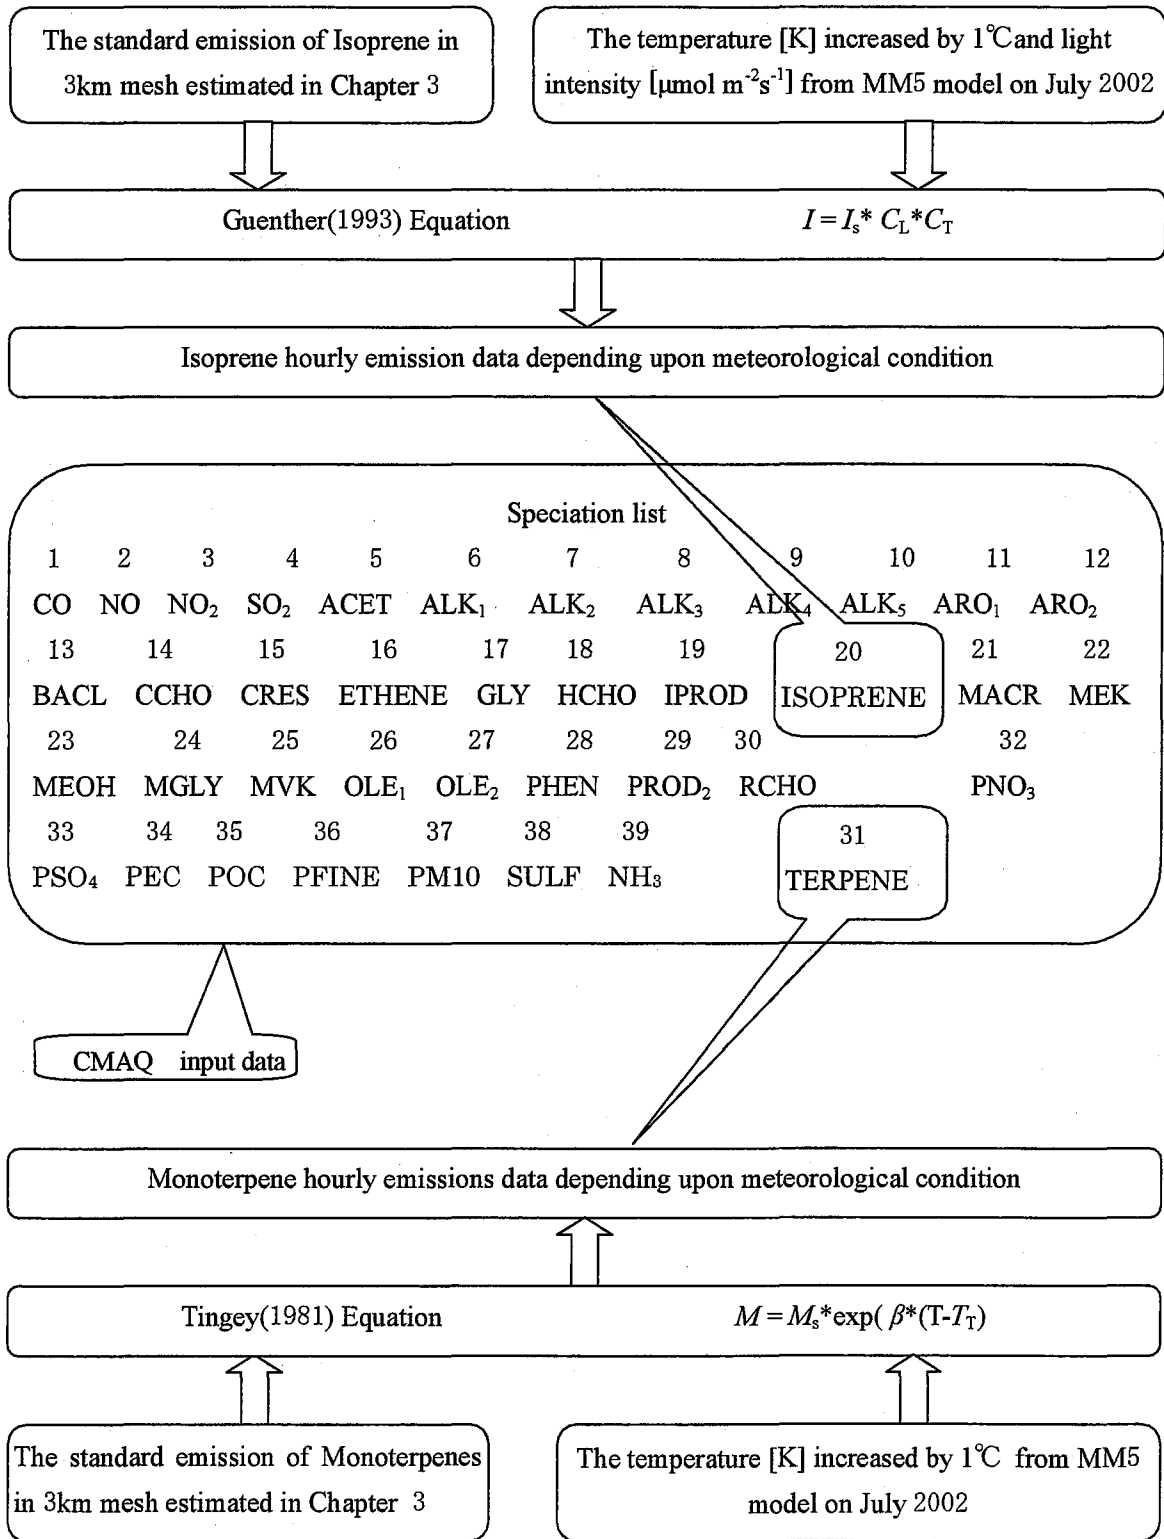 The standard emission of Isoprene in
3km mesh estimated in Chapter 3
The temperature [K] increased by 1℃and light
intensity [μmol m⁻²s⁻¹] from MM5 model on July 2002
Guenther(1993) Equation I = Iₛ* C_L*C_T
Isoprene hourly emission data depending upon meteorological condition
Speciation list
1 2 3 4 5 6 7 8 9 10 11 12
CO NO NO₂ SO₂ ACET ALK₁ ALK₂ ALK₃ ALK₄ ALK₅ ARO₁ ARO₂
13 14 15 16 17 18 19 20 21 22
BACL CCHO CRES ETHENE GLY HCHO IPROD ISOPRENE MACR MEK
23 24 25 26 27 28 29 30 32
MEOH MGLY MVK OLE₁ OLE₂ PHEN PROD₂ RCHO PNO₃
33 34 35 36 37 38 39 31
PSO₄ PEC POC PFINE PM10 SULF NH₃ TERPENE
CMAQ input data
Monoterpene hourly emissions data depending upon meteorological condition
Tingey(1981) Equation M = Mₛ*exp( β*(T-T_T)
The standard emission of Monoterpenes
in 3km mesh estimated in Chapter 3
The temperature [K] increased by 1℃ from MM5
model on July 2002